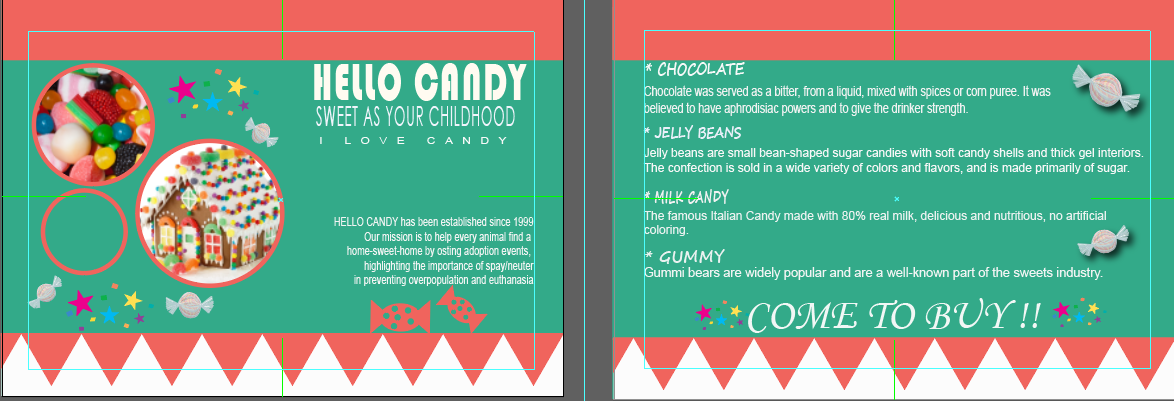 HELLO CANDY
SWEET AS YOUR CHILDHOOD
I LOVE CANDY
HELLO CANDY has been established since 1999
Our mission is to help every animal find a
home-sweet-home by osting adoption events,
highlighting the importance of spay/neuter
in preventing overpopulation and euthanasia
* CHOCOLATE
Chocolate was served as a bitter, from a liquid, mixed with spices or corn puree. It was
believed to have aphrodisiac powers and to give the drinker strength.
* JELLY BEANS
Jelly beans are small bean-shaped sugar candies with soft candy shells and thick gel interiors.
The confection is sold in a wide variety of colors and flavors, and is made primarily of sugar.
* MILK CANDY
The famous Italian Candy made with 80% real milk, delicious and nutritious, no artificial
coloring.
* GUMMY
Gummi bears are widely popular and are a well-known part of the sweets industry.
COME TO BUY !!